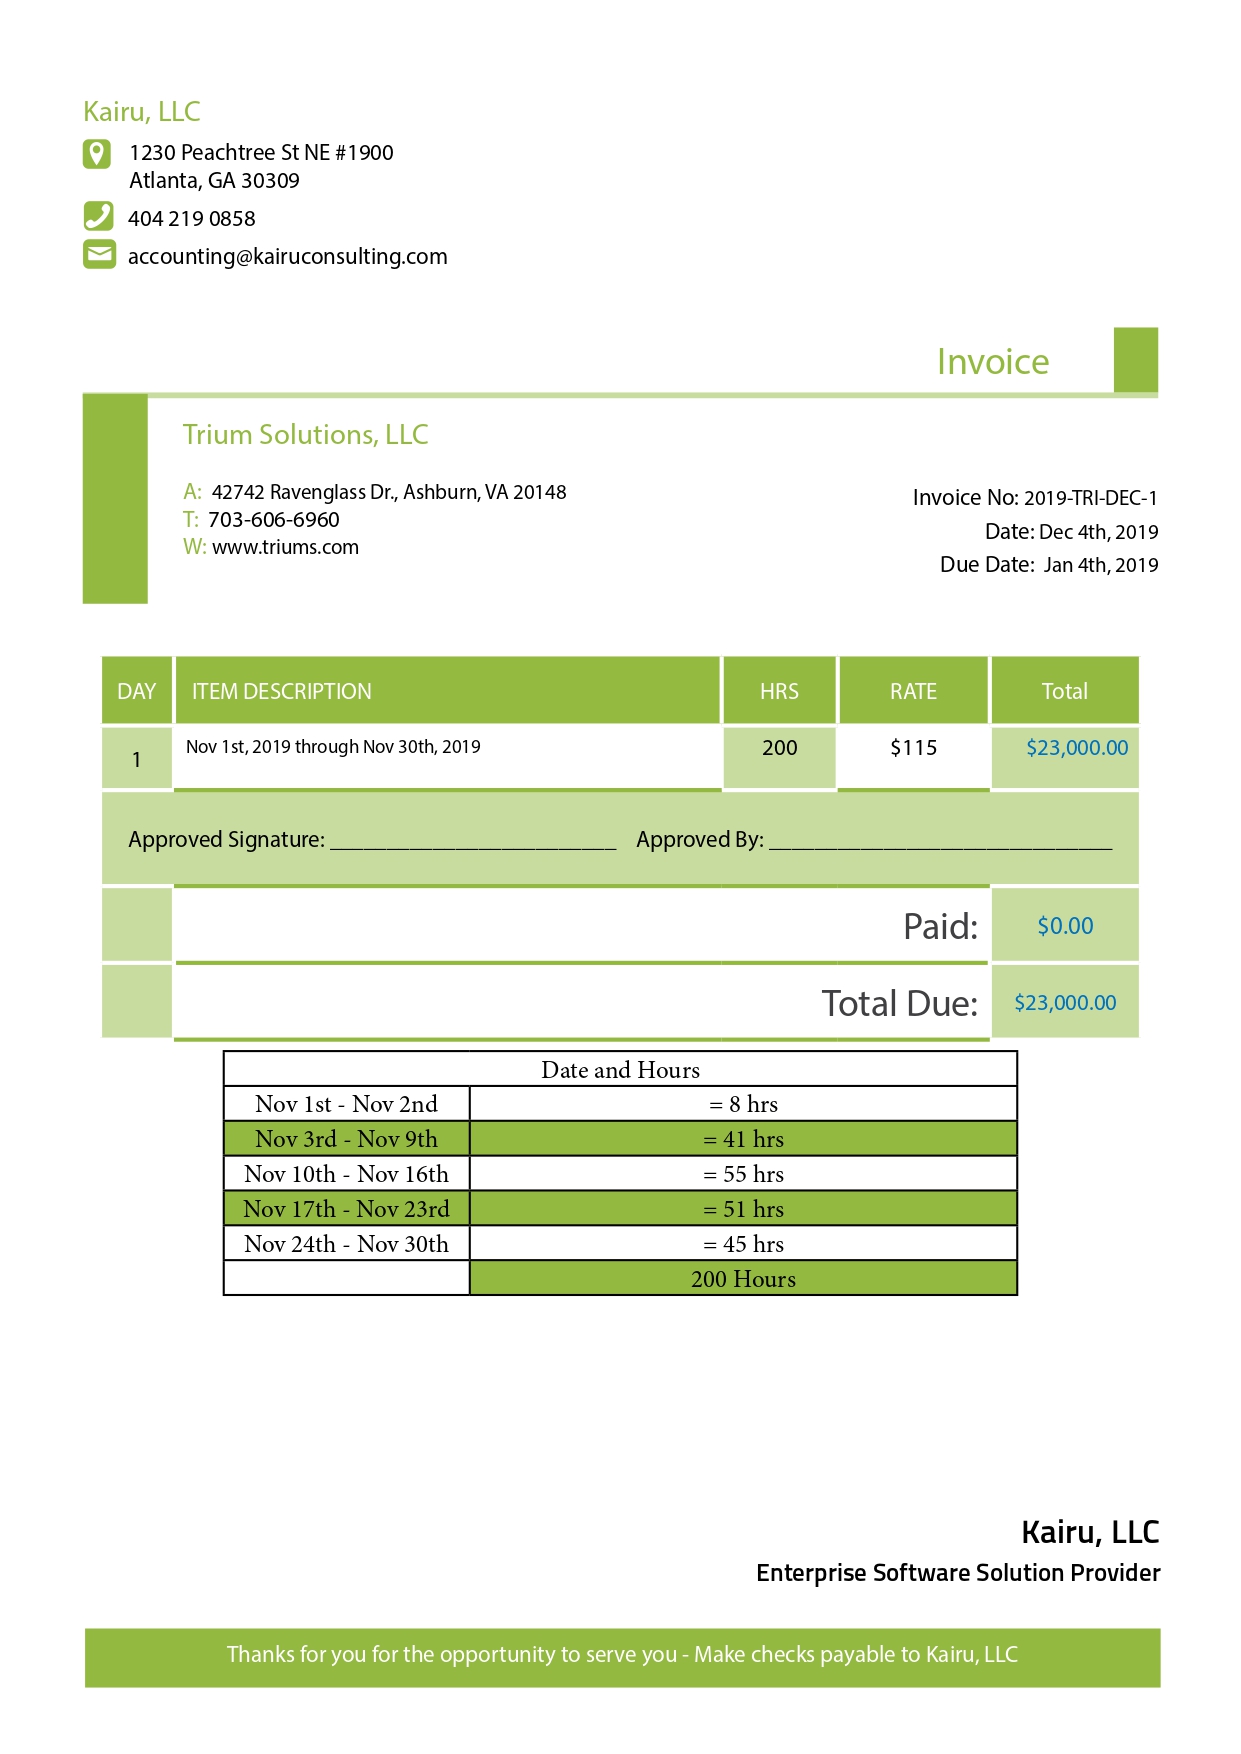 Kairu, LLC
1230 Peachtree St NE #1900
Atlanta, GA 30309
404 219 0858
accounting@kairuconsulting.com
Invoice
Trium Solutions, LLC
A: 42742 Ravenglass Dr., Ashburn, VA 20148
T: 703-606-6960
W: www.triums.com
Invoice No: 2019-TRI-DEC-1
Date: Dec 4th, 2019
Due Date: Jan 4th, 2019
DAY ITEM DESCRIPTION HRS RATE Total
1 Nov 1st, 2019 through Nov 30th, 2019 200 $115 $23,000.00
Approved Signature: _________________________ Approved By: ______________________________
Paid: $0.00
Total Due: $23,000.00
Date and Hours
Nov 1st - Nov 2nd = 8 hrs
Nov 3rd - Nov 9th = 41 hrs
Nov 10th - Nov 16th = 55 hrs
Nov 17th - Nov 23rd = 51 hrs
Nov 24th - Nov 30th = 45 hrs
200 Hours
Kairu, LLC
Enterprise Software Solution Provider
Thanks for you for the opportunity to serve you - Make checks payable to Kairu, LLC